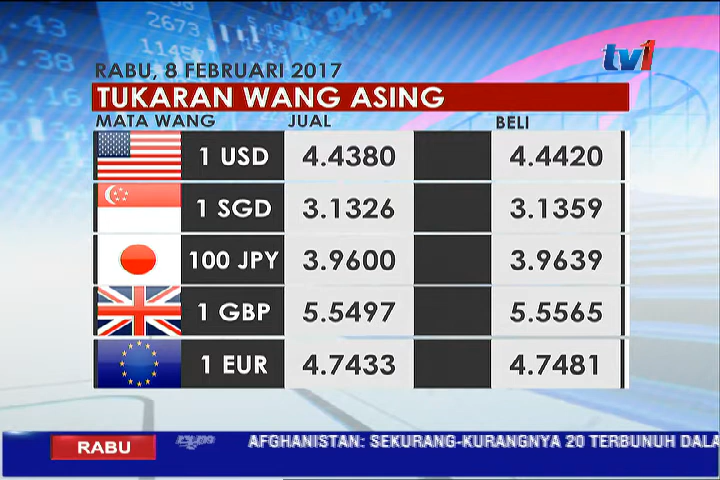 tv1
RABU, 8 FEBRUARI 2017
TUKARAN WANG ASING
MATA WANG JUAL BELI
1 USD 4.4380 4.4420
1 SGD 3.1326 3.1359
100 JPY 3.9600 3.9639
1 GBP 5.5497 5.5565
1 EUR 4.7433 4.7481
RABU AFGHANISTAN: SEKURANG-KURANGNYA 20 TERBUNUH DALA